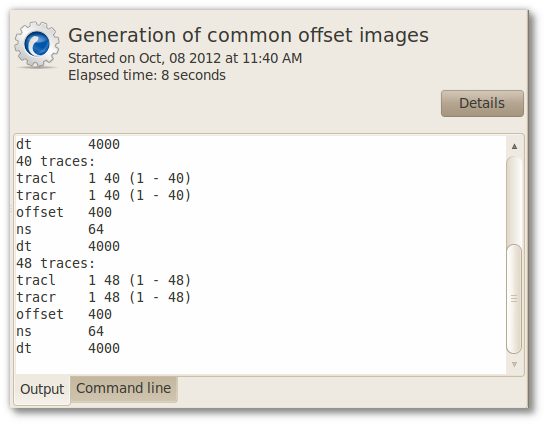 Generation of common offset images
Started on Oct, 08 2012 at 11:40 AM
Elapsed time: 8 seconds
Details
dt 4000
40 traces:
tracl 1 40 (1 - 40)
tracr 1 40 (1 - 40)
offset 400
ns 64
dt 4000
48 traces:
tracl 1 48 (1 - 48)
tracr 1 48 (1 - 48)
offset 400
ns 64
dt 4000
Output Command line